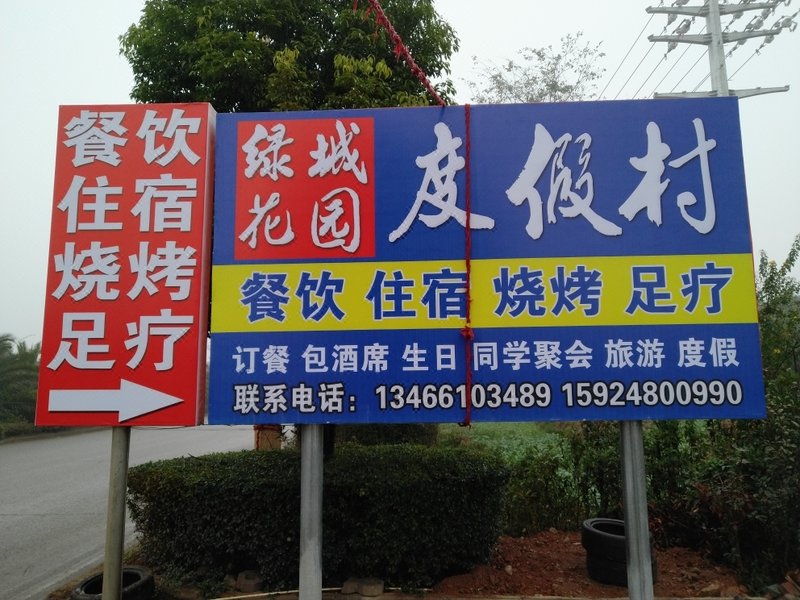 餐饮
住宿
烧烤
足疗
绿城
花园
度假村
餐饮 住宿 烧烤 足疗
订餐 包酒席 生日 同学聚会 旅游 度假
联系电话：13466103489 15924800990